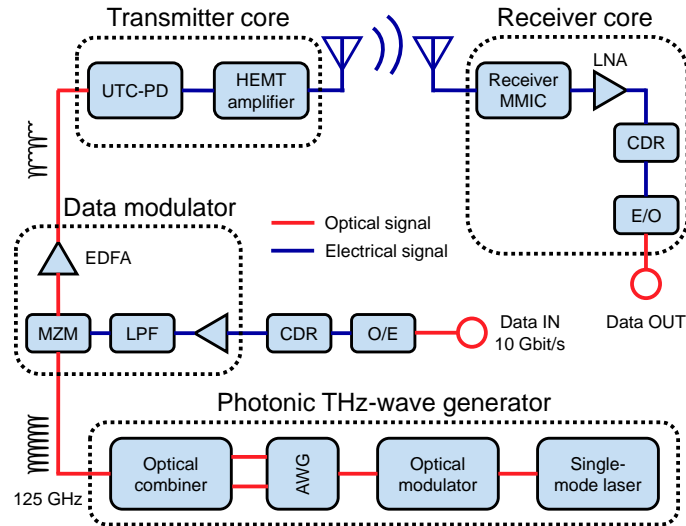 Transmitter core
Receiver core
UTC-PD
HEMT
amplifier
Receiver
MMIC
LNA
CDR
E/O
Data OUT
Data modulator
Optical signal
Electrical signal
EDFA
MZM
LPF
CDR
O/E
Data IN
10 Gbit/s
125 GHz
Photonic THz-wave generator
Optical
combiner
AWG
Optical
modulator
Single-
mode laser